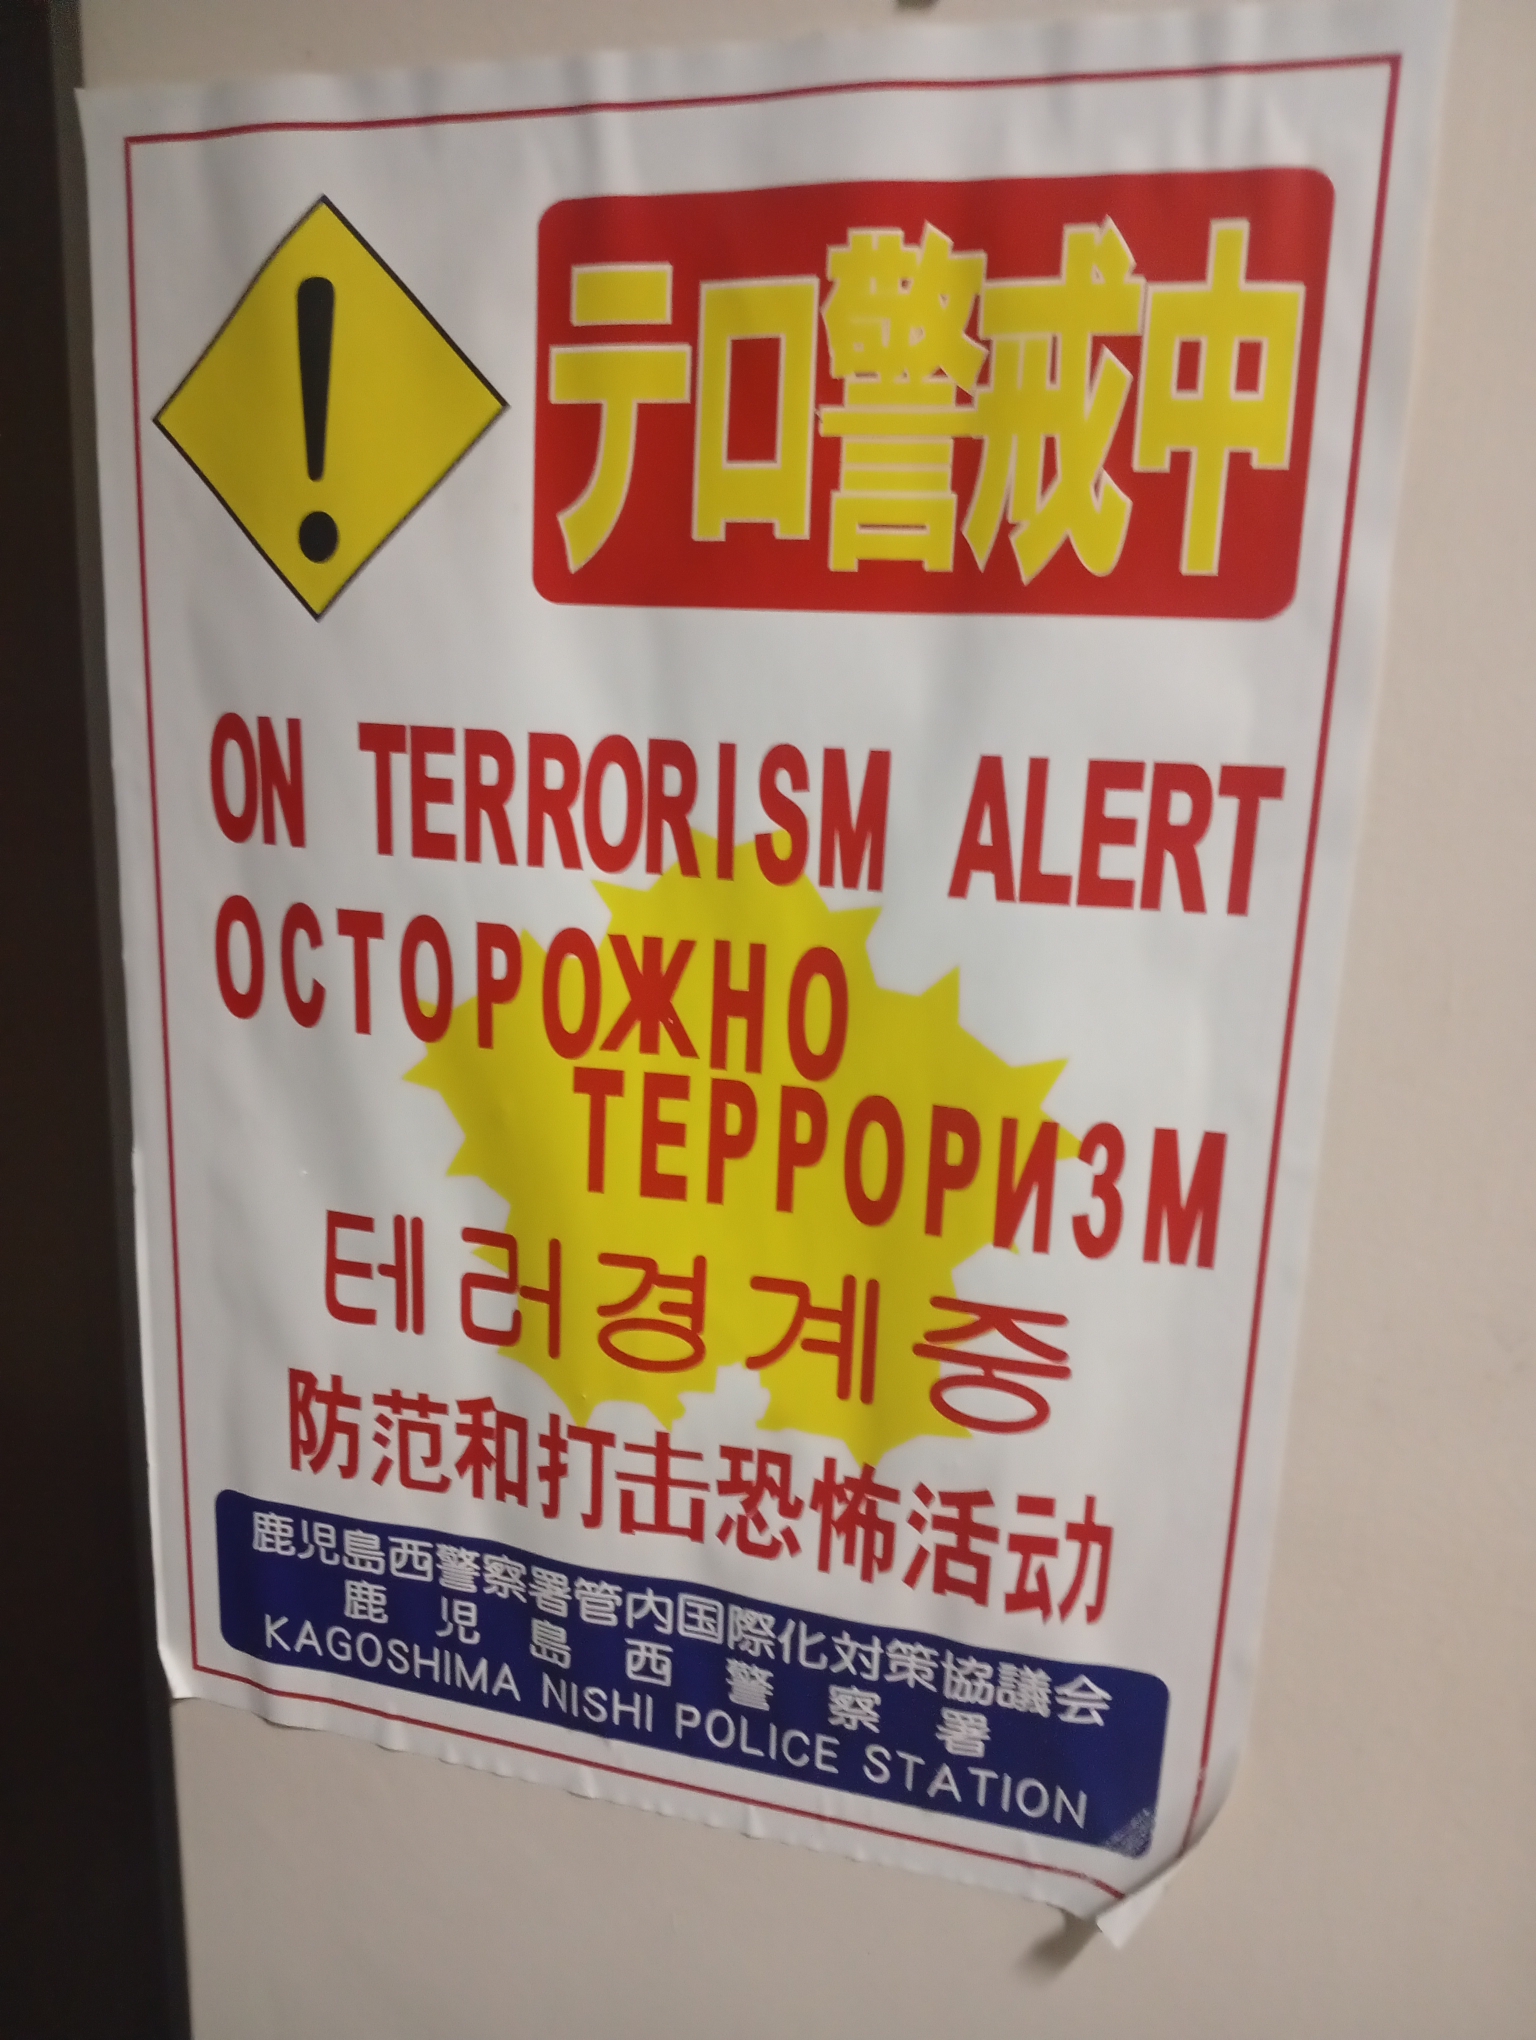 テロ警戒中
ON TERRORISM ALERT
ОСТОРОЖНО
ТЕРРОРИЗМ
테러경계중
防范和打击恐怖活动
鹿児島西警察署管内国際化対策協議会
鹿児島西警察署
KAGOSHIMA NISHI POLICE STATION